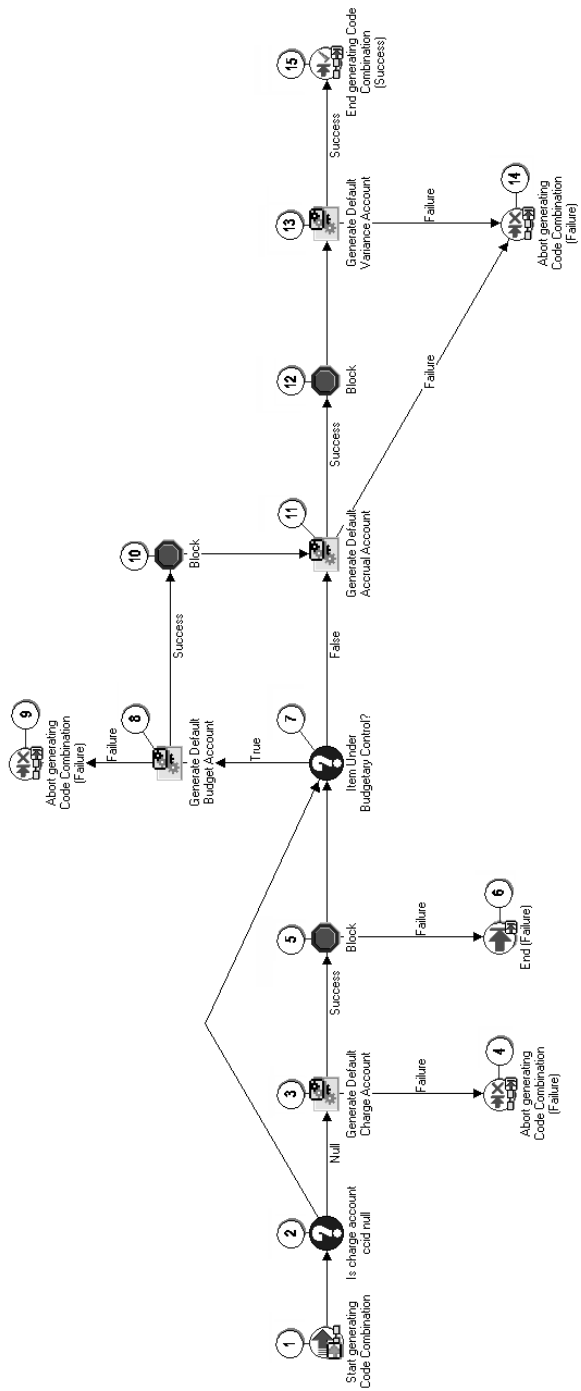 1
Start generating
Code Combination
2
Is charge account
ccid null
Null
3
Generate Default
Charge Account
Failure
4
Abort generating
Code Combination
(Failure)
Success
5
Block
Failure
6
End (Failure)
7
Item Under
Budgetary Control?
True
8
Generate Default
Budget Account
Failure
9
Abort generating
Code Combination
(Failure)
Success
10
Block
False
11
Generate Default
Accrual Account
Success
12
Block
Failure
13
Generate Default
Variance Account
Failure
14
Abort generating
Code Combination
(Failure)
Success
15
End generating Code
Combination
(Success)